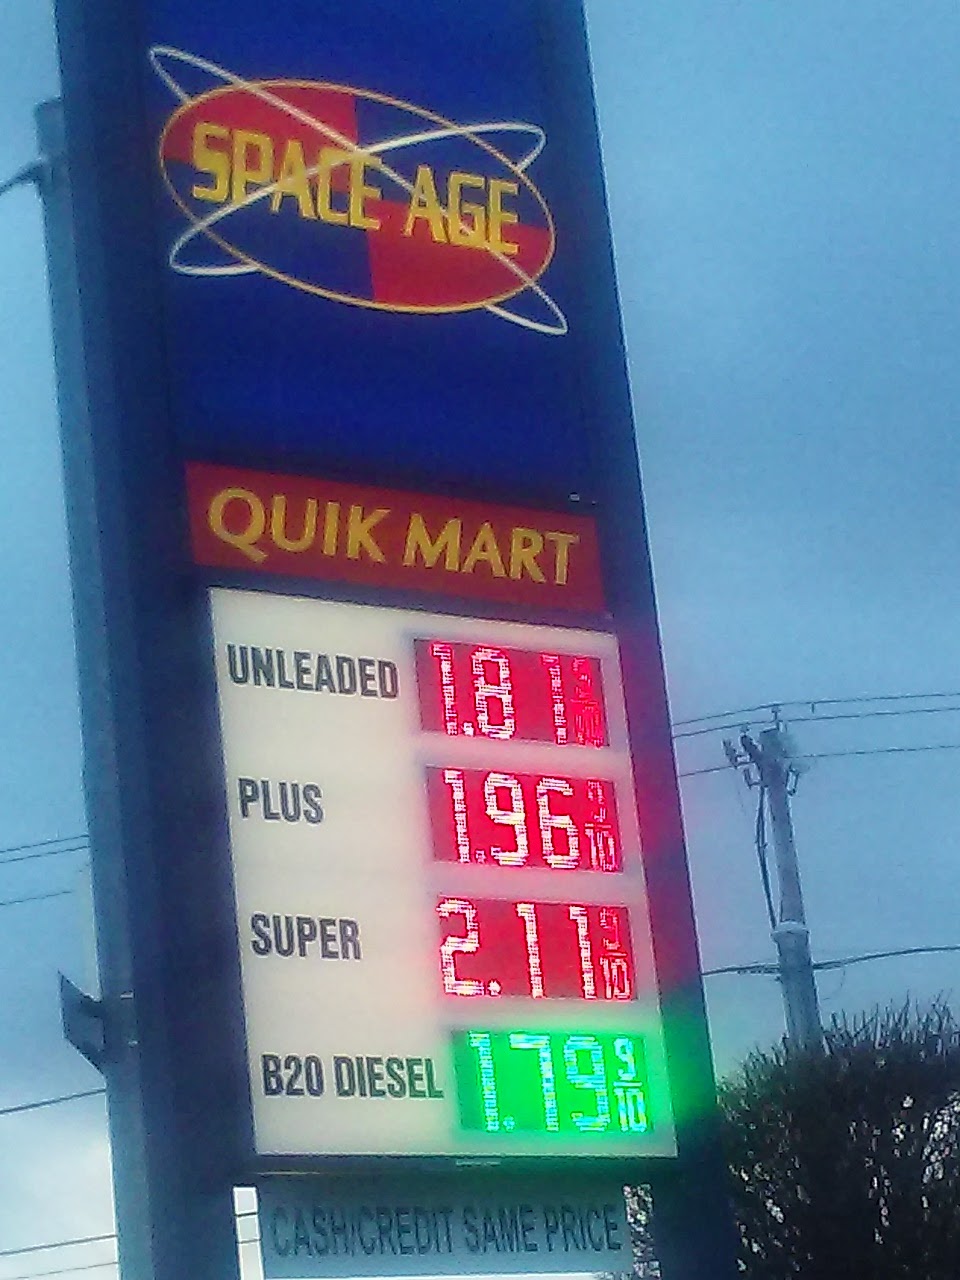 SPACE AGE
QUIK MART
UNLEADED 1.81
PLUS 1.96 9/10
SUPER 2.11 9/10
B20 DIESEL 1.79 9/10
CASH/CREDIT SAME PRICE